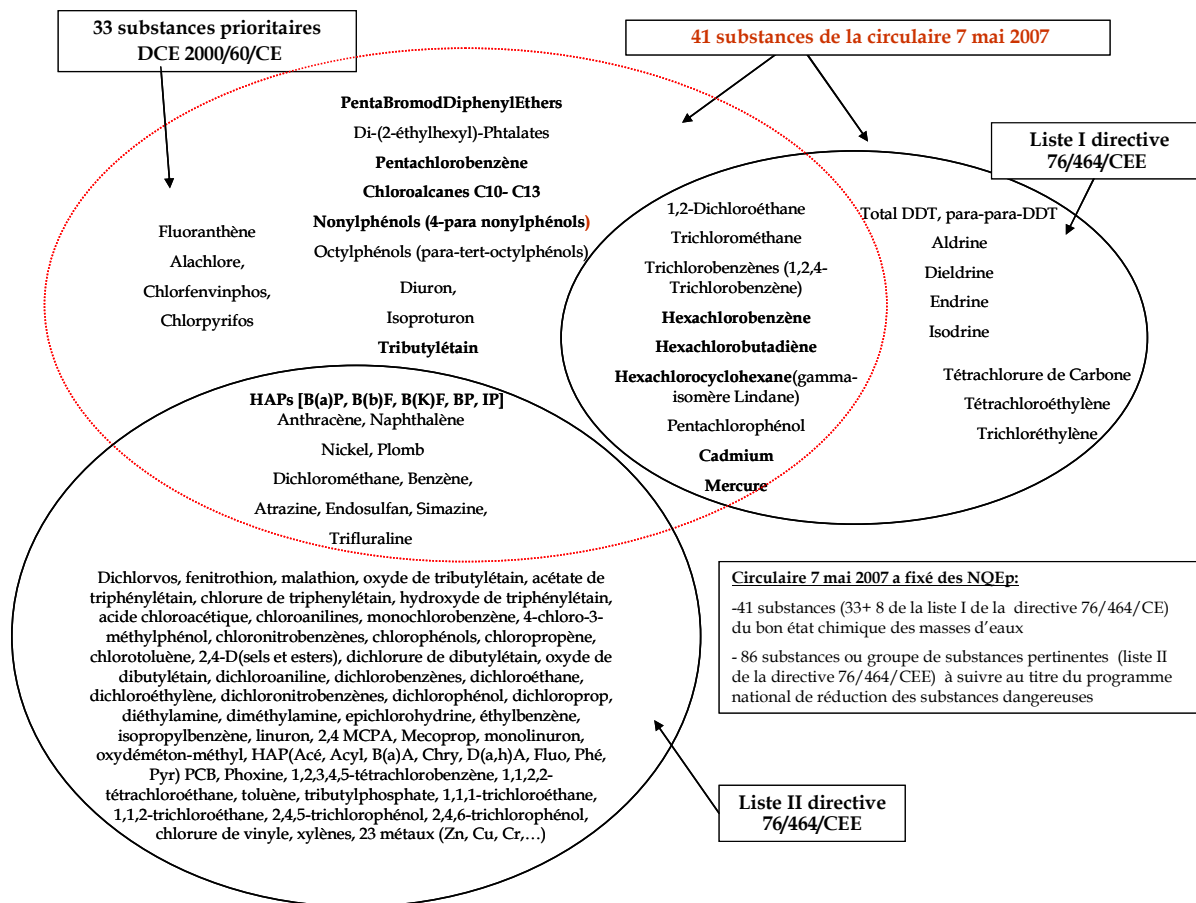 33 substances prioritaires
DCE 2000/60/CE
41 substances de la circulaire 7 mai 2007
Liste I directive
76/464/CEE
PentaBromodDiphenylEthers
Di-(2-éthylhexyl)-Phtalates
Pentachlorobenzène
Chloroalcanes C10- C13
Nonylphénols (4-para nonylphénols)
Octylphénols (para-tert-octylphénols)
Diuron,
Isoproturon
Tributylétain
Fluoranthène
Alachlore,
Chlorfenvinphos,
Chlorpyrifos
1,2-Dichloroéthane
Trichlorométhane
Trichlorobenzènes (1,2,4-
Trichlorobenzène)
Hexachlorobenzène
Hexachlorobutadiène
Hexachlorocyclohexane(gamma-
isomère Lindane)
Pentachlorophénol
Cadmium
Mercure
Total DDT, para-para-DDT
Aldrine
Dieldrine
Endrine
Isodrine
Tétrachlorure de Carbone
Tétrachloroéthylène
Trichloréthylène
HAPs [B(a)P, B(b)F, B(K)F, BP, IP]
Anthracène, Naphthalène
Nickel, Plomb
Dichlorométhane, Benzène,
Atrazine, Endosulfan, Simazine,
Trifluraline
Dichlorvos, fenitrothion, malathion, oxyde de tributylétain, acétate de
triphénylétain, chlorure de triphenylétain, hydroxyde de triphénylétain,
acide chloroacétique, chloroanilines, monochlorobenzène, 4-chloro-3-
méthylphénol, chloronitrobenzènes, chlorophénols, chloropropène,
chlorotoluène, 2,4-D(sels et esters), dichlorure de dibutylétain, oxyde de
dibutylétain, dichloroaniline, dichlorobenzènes, dichloroéthane,
dichloroéthylène, dichloronitrobenzènes, dichlorophénol, dichloroprop,
diéthylamine, diméthylamine, epichlorohydrine, éthylbenzène,
isopropylbenzène, linuron, 2,4 MCPA, Mecoprop, monolinuron,
oxydéméton-méthyl, HAP(Acé, Acyl, B(a)A, Chry, D(a,h)A, Fluo, Phé,
Pyr) PCB, Phoxine, 1,2,3,4,5-tétrachlorobenzène, 1,1,2,2-
tétrachloroéthane, toluène, tributylphosphate, 1,1,1-trichloroéthane,
1,1,2-trichloroéthane, 2,4,5-trichlorophénol, 2,4,6-trichlorophénol,
chlorure de vinyle, xylènes, 23 métaux (Zn, Cu, Cr,…)
Circulaire 7 mai 2007 a fixé des NQEp:
-41 substances (33+ 8 de la liste I de la directive 76/464/CE)
du bon état chimique des masses d'eaux
- 86 substances ou groupe de substances pertinentes (liste II
de la directive 76/464/CEE) à suivre au titre du programme
national de réduction des substances dangereuses
Liste II directive
76/464/CEE